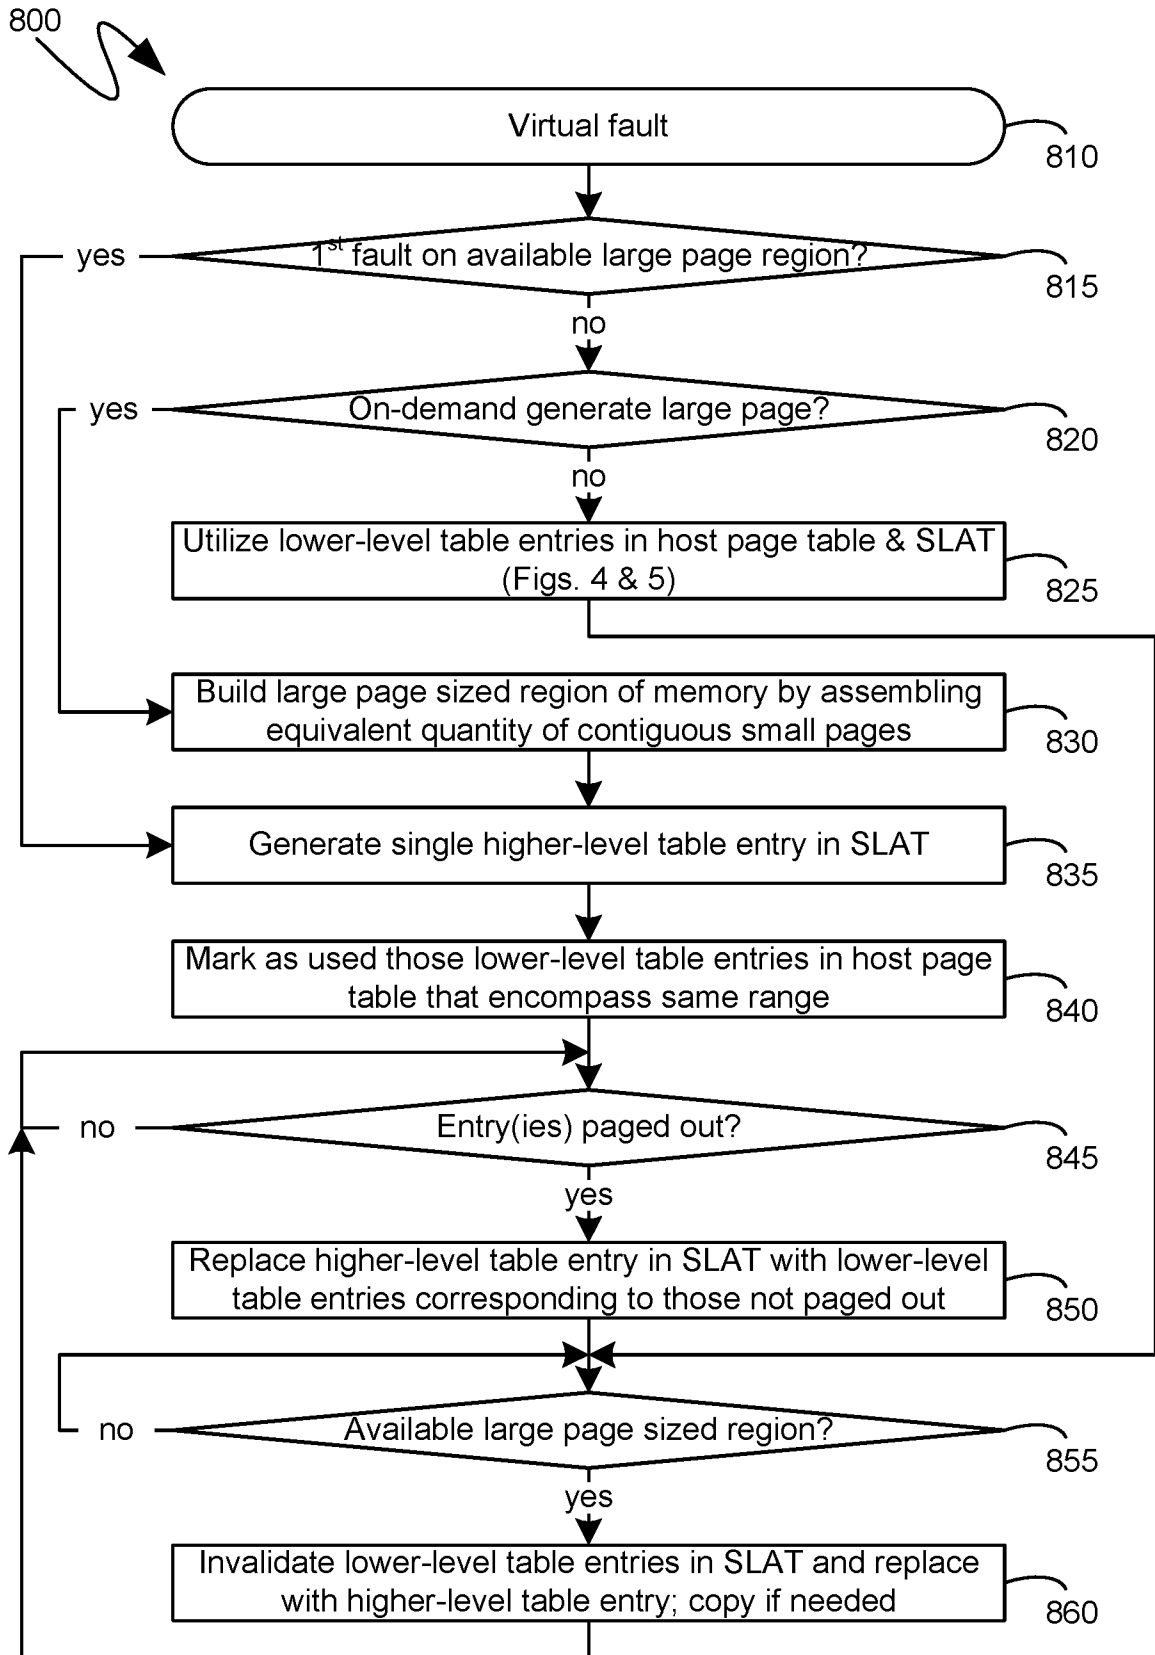 800
Virtual fault
810
yes
1st fault on available large page region?
815
no
yes
On-demand generate large page?
820
no
Utilize lower-level table entries in host page table & SLAT
(Figs. 4 & 5)
825
Build large page sized region of memory by assembling
equivalent quantity of contiguous small pages
830
Generate single higher-level table entry in SLAT
835
Mark as used those lower-level table entries in host page
table that encompass same range
840
no
Entry(ies) paged out?
845
yes
Replace higher-level table entry in SLAT with lower-level
table entries corresponding to those not paged out
850
no
Available large page sized region?
855
yes
Invalidate lower-level table entries in SLAT and replace
with higher-level table entry; copy if needed
860